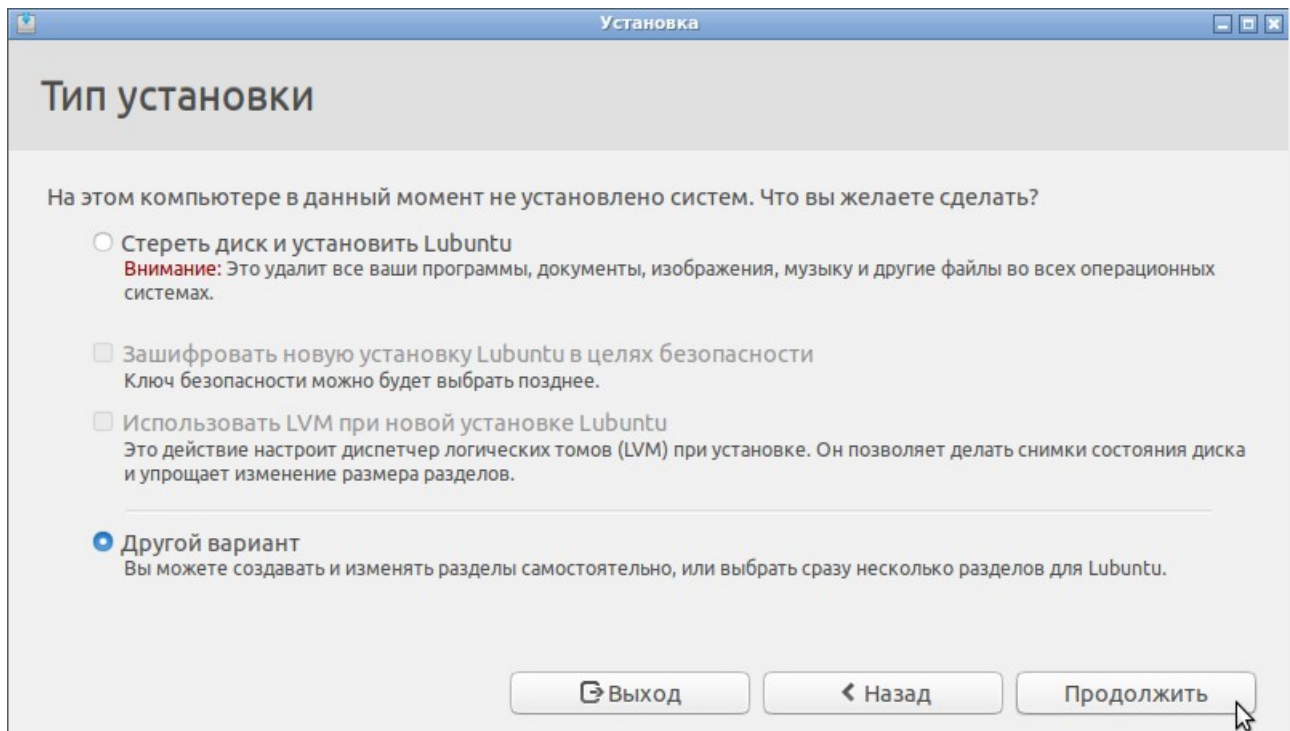 Установка
Тип установки
На этом компьютере в данный момент не установлено систем. Что вы желаете сделать?
Стереть диск и установить Lubuntu
Внимание: Это удалит все ваши программы, документы, изображения, музыку и другие файлы во всех операционных
системах.
Зашифровать новую установку Lubuntu в целях безопасности
Ключ безопасности можно будет выбрать позднее.
Использовать LVM при новой установке Lubuntu
Это действие настроит диспетчер логических томов (LVM) при установке. Он позволяет делать снимки состояния диска
и упрощает изменение размера разделов.
Другой вариант
Вы можете создавать и изменять разделы самостоятельно, или выбрать сразу несколько разделов для Lubuntu.
Выход
Назад
Продолжить